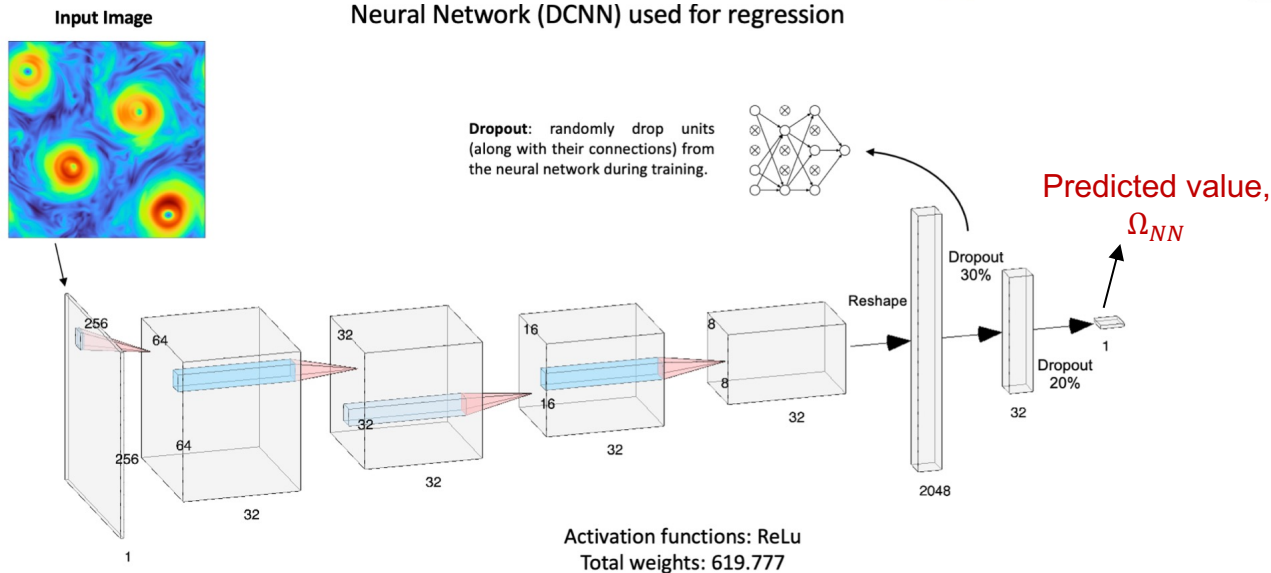 Neural Network (DCNN) used for regression
Input Image
Dropout: randomly drop units
(along with their connections) from
the neural network during training.
Predicted value,
Ω_NN
256
256
1
64
64
32
32
32
32
16
16
32
8
8
32
Reshape
2048
Dropout
30%
32
Dropout
20%
1
Activation functions: ReLu
Total weights: 619.777